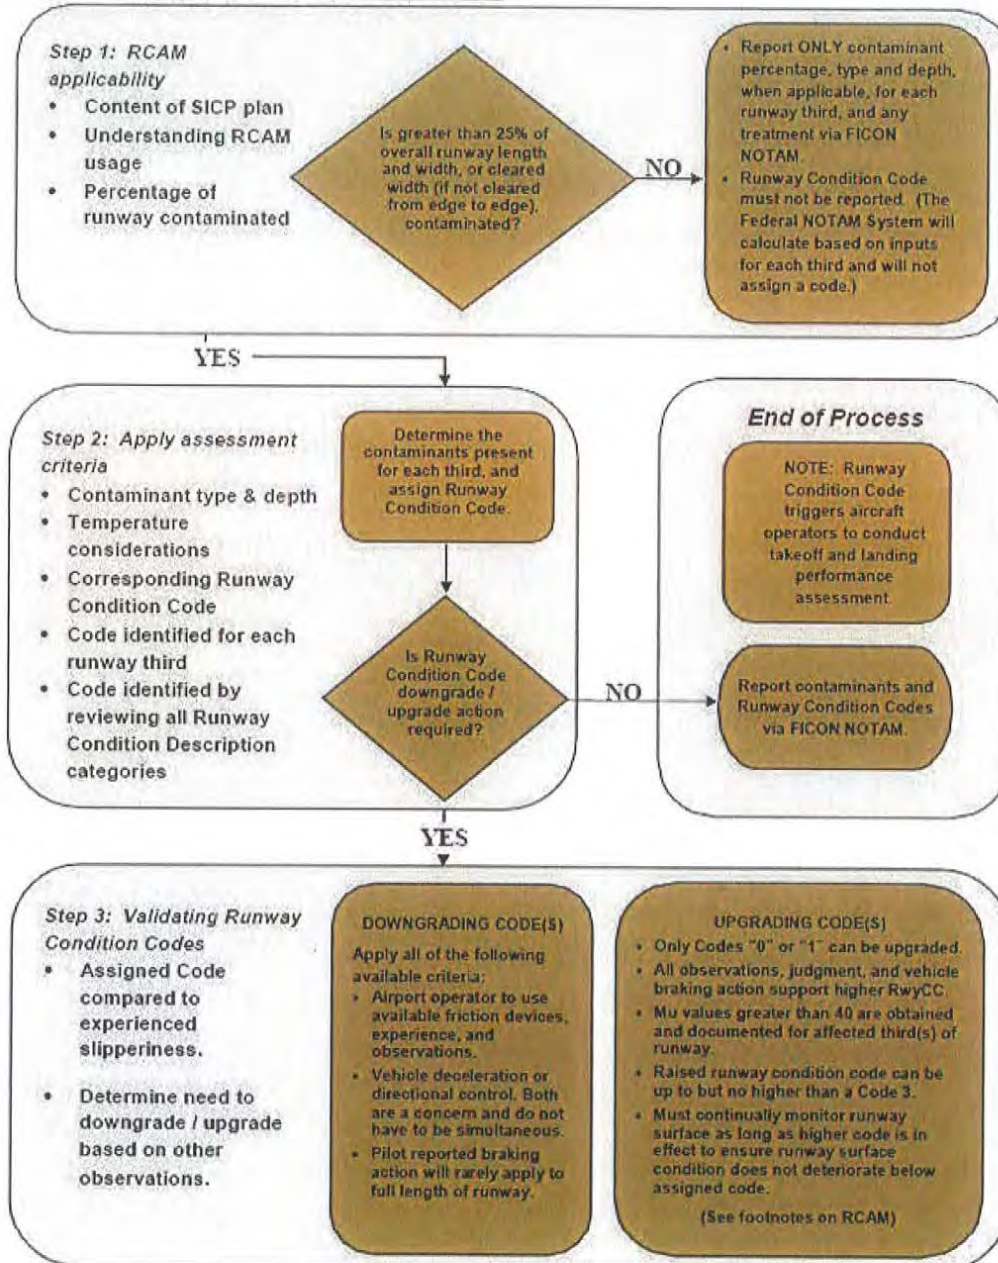 Step 1: RCAM
applicability
• Content of SICP plan
• Understanding RCAM
usage
• Percentage of
runway contaminated
Is greater than 25% of
overall runway length
and width, or cleared
width (if not cleared
from edge to edge),
contaminated?
NO
• Report ONLY contaminant
percentage, type and depth,
when applicable, for each
runway third, and any
treatment via FICON
NOTAM.
• Runway Condition Code
must not be reported. (The
Federal NOTAM System will
calculate based on inputs
for each third and will not
assign a code.)
YES
Step 2: Apply assessment
criteria
• Contaminant type & depth
• Temperature
considerations
• Corresponding Runway
Condition Code
• Code identified for each
runway third
• Code identified by
reviewing all Runway
Condition Description
categories
Determine the
contaminants present
for each third, and
assign Runway
Condition Code.
Is Runway
Condition Code
downgrade /
upgrade action
required?
NO
End of Process
NOTE: Runway
Condition Code
triggers aircraft
operators to conduct
takeoff and landing
performance
assessment
Report contaminants and
Runway Condition Codes
via FICON NOTAM.
YES
Step 3: Validating Runway
Condition Codes
• Assigned Code
compared to
experienced
slipperiness.
• Determine need to
downgrade / upgrade
based on other
observations.
DOWNGRADING CODE(S)
Apply all of the following
available criteria:
• Airport operator to use
available friction devices,
experience, and
observations.
• Vehicle deceleration or
directional control. Both
are a concern and do not
have to be simultaneous.
• Pilot reported braking
action will rarely apply to
full length of runway.
UPGRADING CODE(S)
• Only Codes "0" or "1" can be upgraded.
• All observations, judgment, and vehicle
braking action support higher RwyCC.
• Mu values greater than 40 are obtained
and documented for affected third(s) of
runway.
• Raised runway condition code can be
up to but no higher than a Code 3.
• Must continually monitor runway
surface as long as higher code is in
effect to ensure runway surface
condition does not deteriorate below
assigned code.
(See footnotes on RCAM)